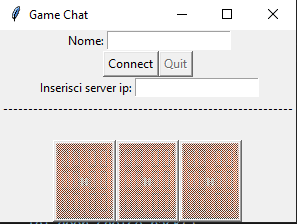 Game Chat
Nome:
Connect Quit
Inserisci server ip: